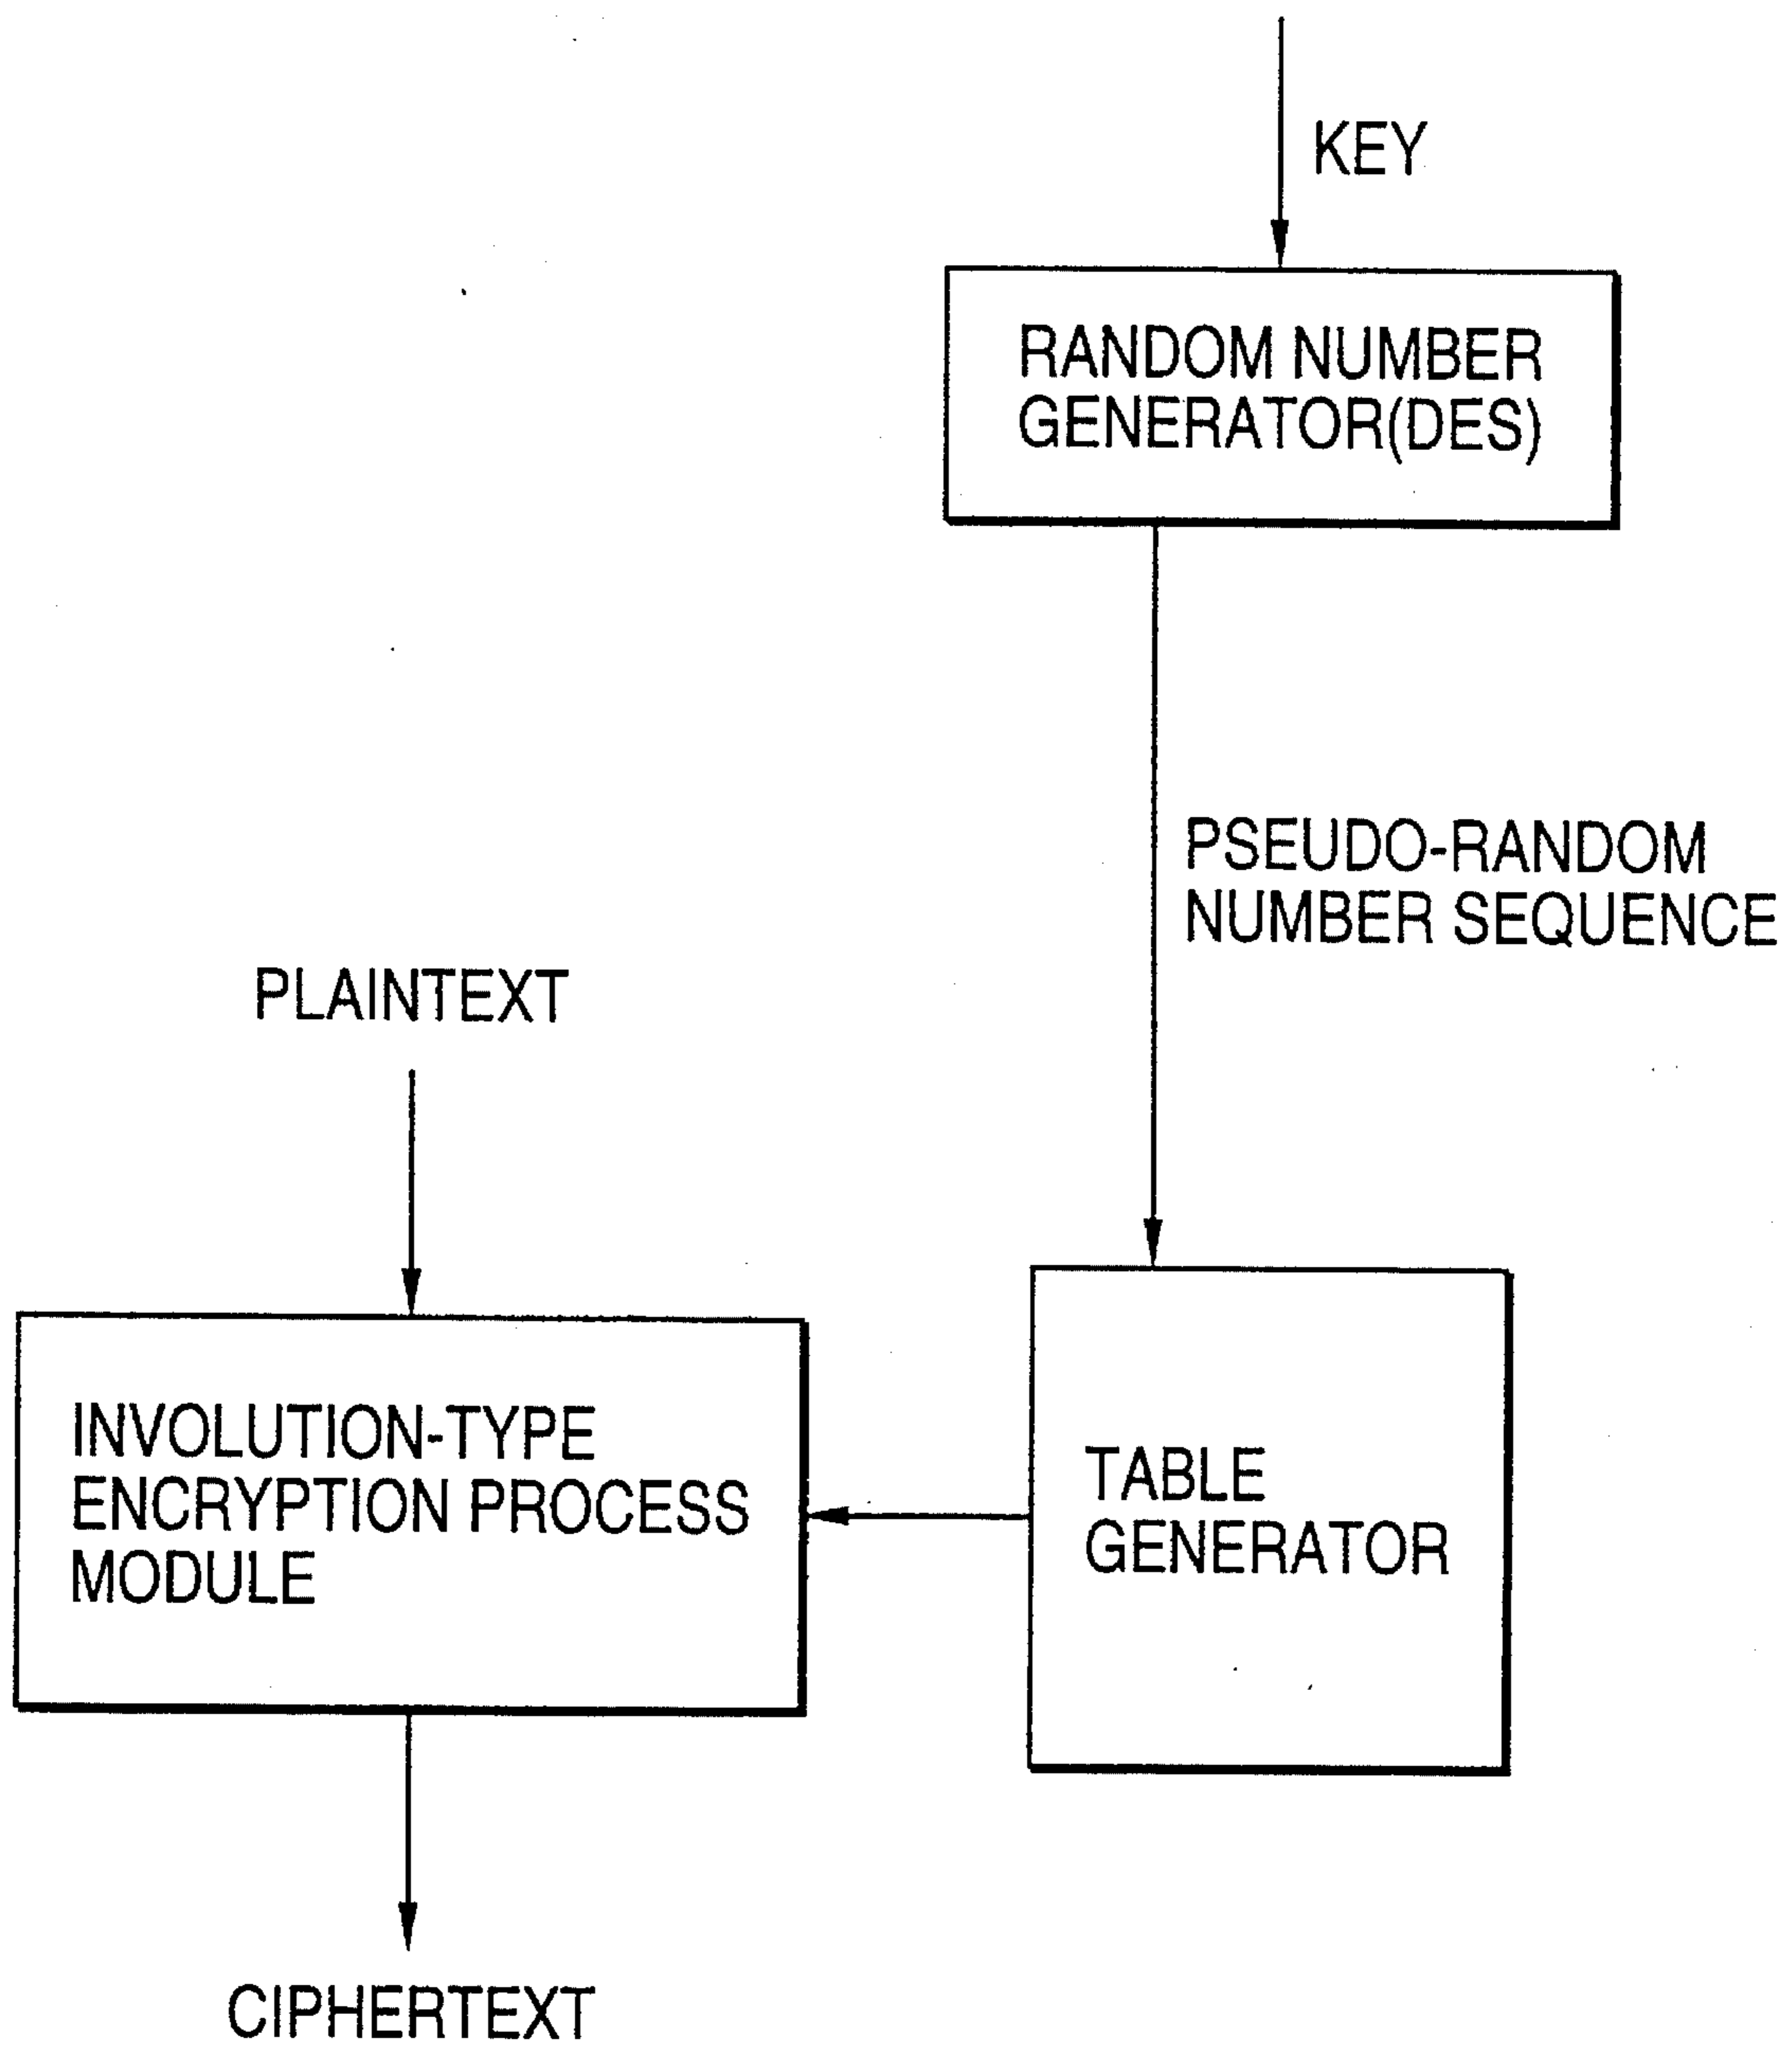 KEY
RANDOM NUMBER
GENERATOR(DES)
PSEUDO-RANDOM
NUMBER SEQUENCE
PLAINTEXT
INVOLUTION-TYPE
ENCRYPTION PROCESS
MODULE
TABLE
GENERATOR
CIPHERTEXT